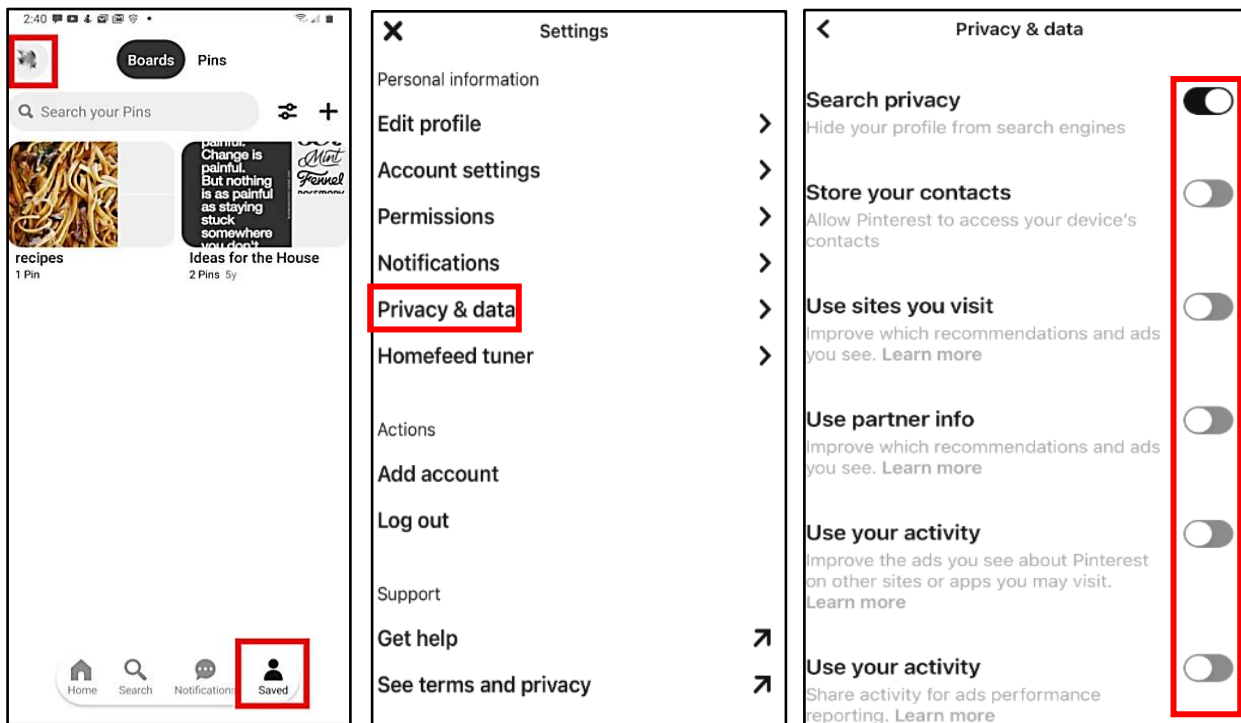 2:40
Boards Pins
Search your Pins
painful.
Change is
painful.
But nothing
is as painful
as staying
stuck
somewhere
you don't
Mint
Fennel
ROSEMARY
recipes
1 Pin
Ideas for the House
2 Pins 5y
Home Search Notifications Saved
Settings
Personal information
Edit profile
Account settings
Permissions
Notifications
Privacy & data
Homefeed tuner
Actions
Add account
Log out
Support
Get help
See terms and privacy
Privacy & data
Search privacy
Hide your profile from search engines
Store your contacts
Allow Pinterest to access your device's
contacts
Use sites you visit
Improve which recommendations and ads
you see. Learn more
Use partner info
Improve which recommendations and ads
you see. Learn more
Use your activity
Improve the ads you see about Pinterest
on other sites or apps you may visit.
Learn more
Use your activity
Share activity for ads performance
reporting. Learn more